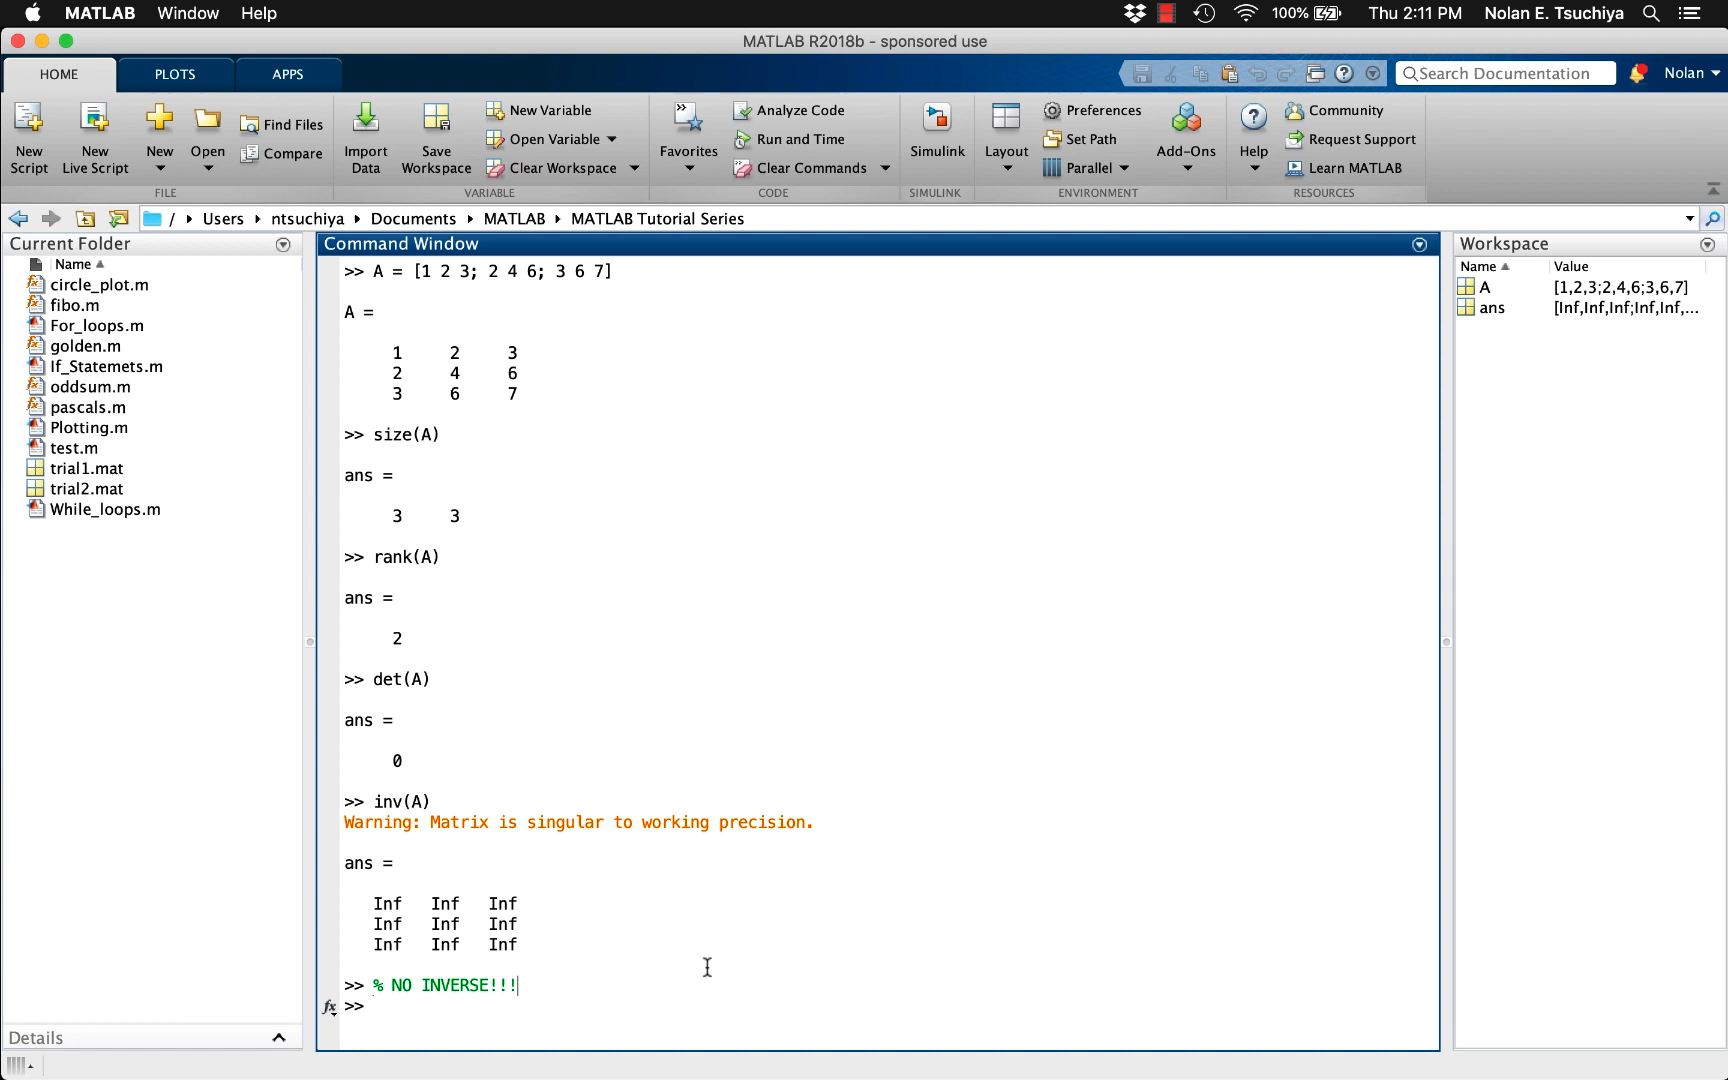 MATLAB Window Help 100% Thu 2:11 PM Nolan E. Tsuchiya
MATLAB R2018b - sponsored use
HOME PLOTS APPS Search Documentation Nolan
New Script
New Live Script
New
Open
Find Files
Compare
FILE
Import Data
Save Workspace
New Variable
Open Variable
Clear Workspace
VARIABLE
Favorites
Analyze Code
Run and Time
Clear Commands
CODE
Simulink
SIMULINK
Layout
Preferences
Set Path
Parallel
Add-Ons
ENVIRONMENT
Help
Community
Request Support
Learn MATLAB
RESOURCES
/ Users ntsuchiya Documents MATLAB MATLAB Tutorial Series
Current Folder
Name
circle_plot.m
fibo.m
For_loops.m
golden.m
If_Statemets.m
oddsum.m
pascals.m
Plotting.m
test.m
trial1.mat
trial2.mat
While_loops.m
Details
Command Window
>> A = [1 2 3; 2 4 6; 3 6 7]
A =
1 2 3
2 4 6
3 6 7
>> size(A)
ans =
3 3
>> rank(A)
ans =
2
>> det(A)
ans =
0
>> inv(A)
Warning: Matrix is singular to working precision.
ans =
Inf Inf Inf
Inf Inf Inf
Inf Inf Inf
>> % NO INVERSE!!!
fx >>
Workspace
Name Value
A [1,2,3;2,4,6;3,6,7]
ans [Inf,Inf,Inf;Inf,Inf,...